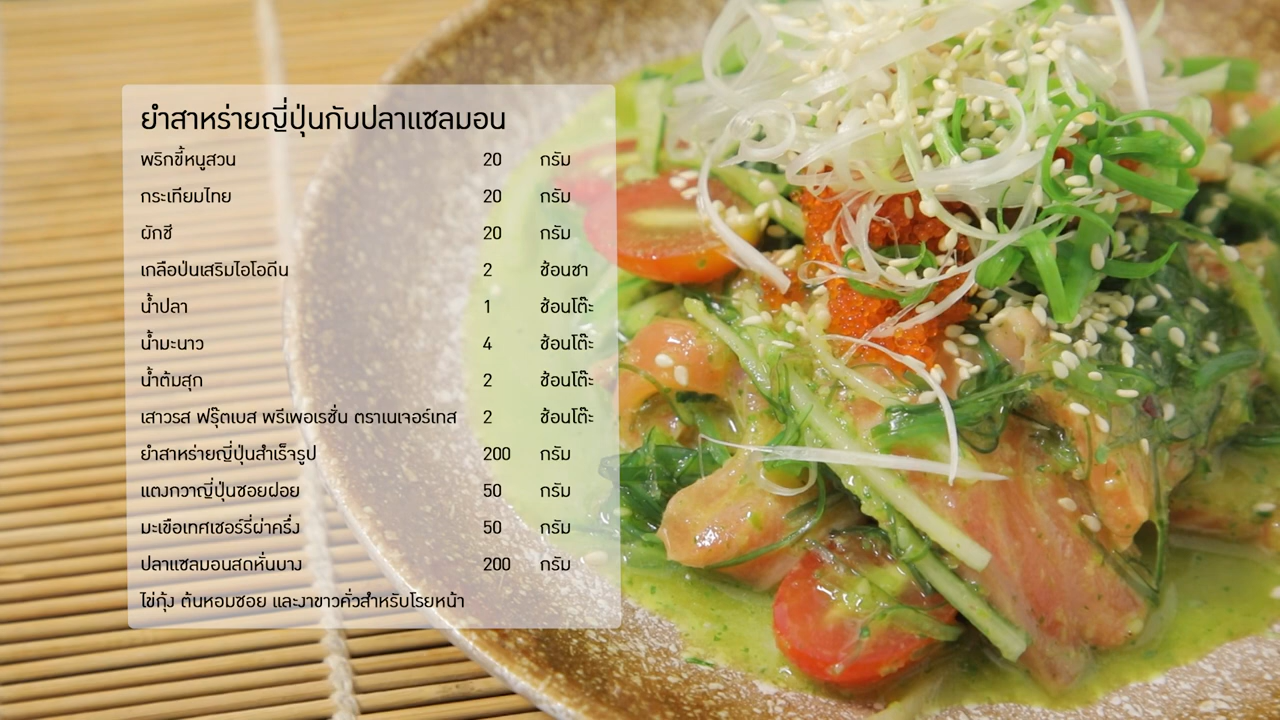 ยำสาหร่ายญี่ปุ่นกับปลาแซลมอน
พริกขี้หนูสวน 20 กรัม
กระเทียมไทย 20 กรัม
ผักชี 20 กรัม
เกลือป่นเสริมไอโอดีน 2 ช้อนชา
น้ำปลา 1 ช้อนโต๊ะ
น้ำมะนาว 4 ช้อนโต๊ะ
น้ำต้มสุก 2 ช้อนโต๊ะ
เสาวรส ฟรุ๊ตเบส พรีเพอเรชั่น ตราเนเจอร์เทส 2 ช้อนโต๊ะ
ยำสาหร่ายญี่ปุ่นสำเร็จรูป 200 กรัม
แตงกวาญี่ปุ่นซอยฝอย 50 กรัม
มะเขือเทศเชอร์รี่ผ่าครึ่ง 50 กรัม
ปลาแซลมอนสดหั่นบาง 200 กรัม
ไข่กุ้ง ต้นหอมซอย และงาขาวคั่วสำหรับโรยหน้า